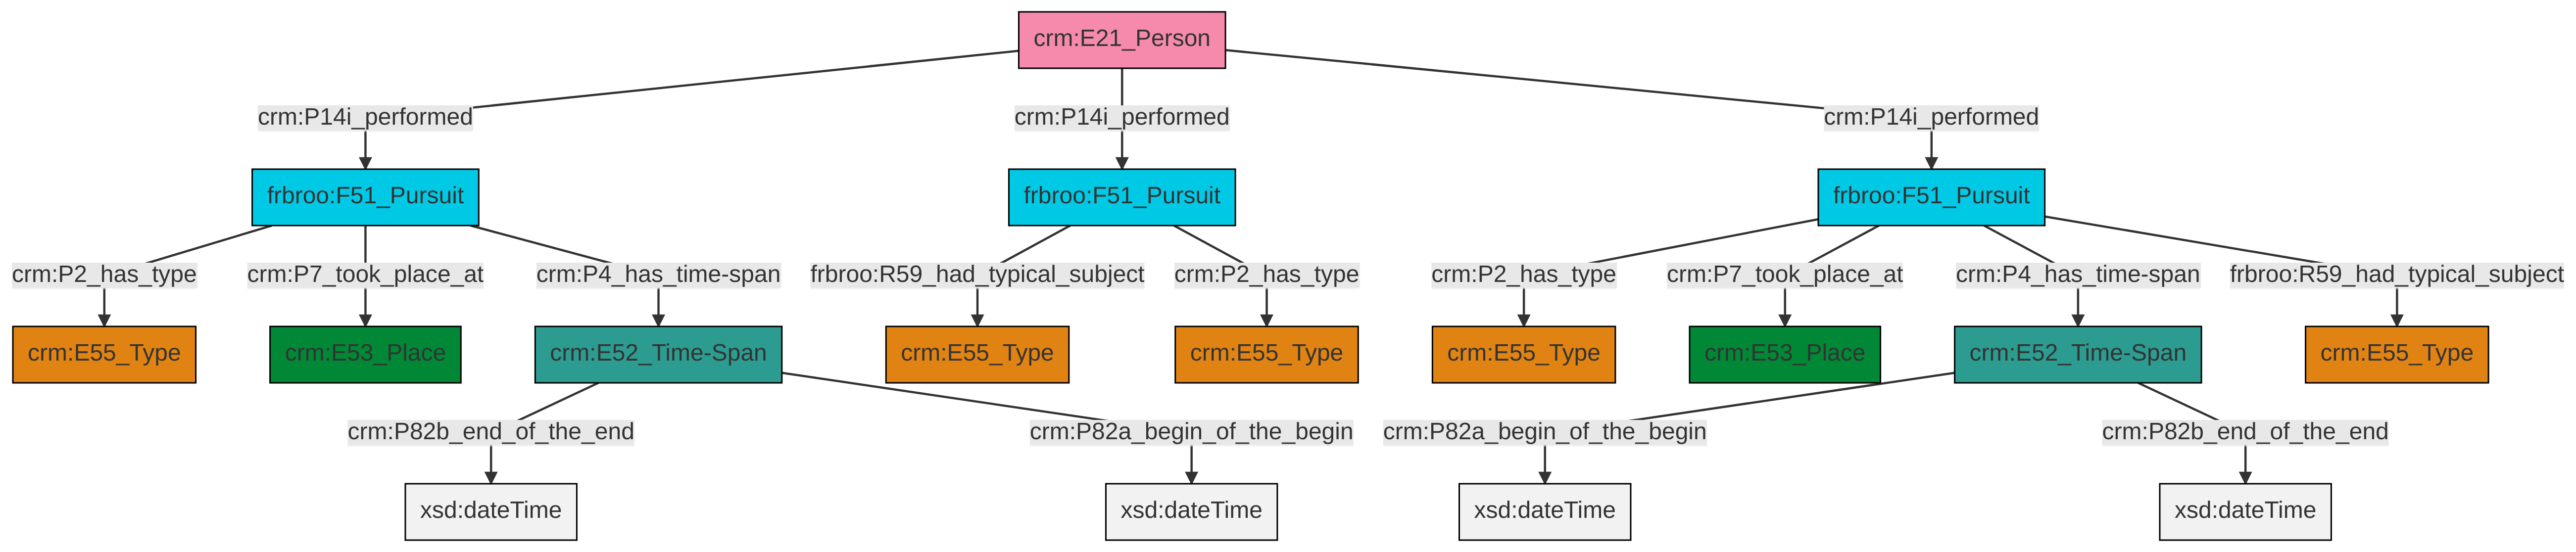 crm:E21_Person
crm:P14i_performed
crm:P14i_performed
crm:P14i_performed
frbroo:F51_Pursuit
frbroo:F51_Pursuit
frbroo:F51_Pursuit
crm:P2_has_type
crm:P7_took_place_at
crm:P4_has_time-span
frbroo:R59_had_typical_subject
crm:P2_has_type
crm:P2_has_type
crm:P7_took_place_at
crm:P4_has_time-span
frbroo:R59_had_typical_subject
crm:E55_Type
crm:E53_Place
crm:E52_Time-Span
crm:E55_Type
crm:E55_Type
crm:E55_Type
crm:E53_Place
crm:E52_Time-Span
crm:E55_Type
crm:P82b_end_of_the_end
crm:P82a_begin_of_the_begin
crm:P82a_begin_of_the_begin
crm:P82b_end_of_the_end
xsd:dateTime
xsd:dateTime
xsd:dateTime
xsd:dateTime